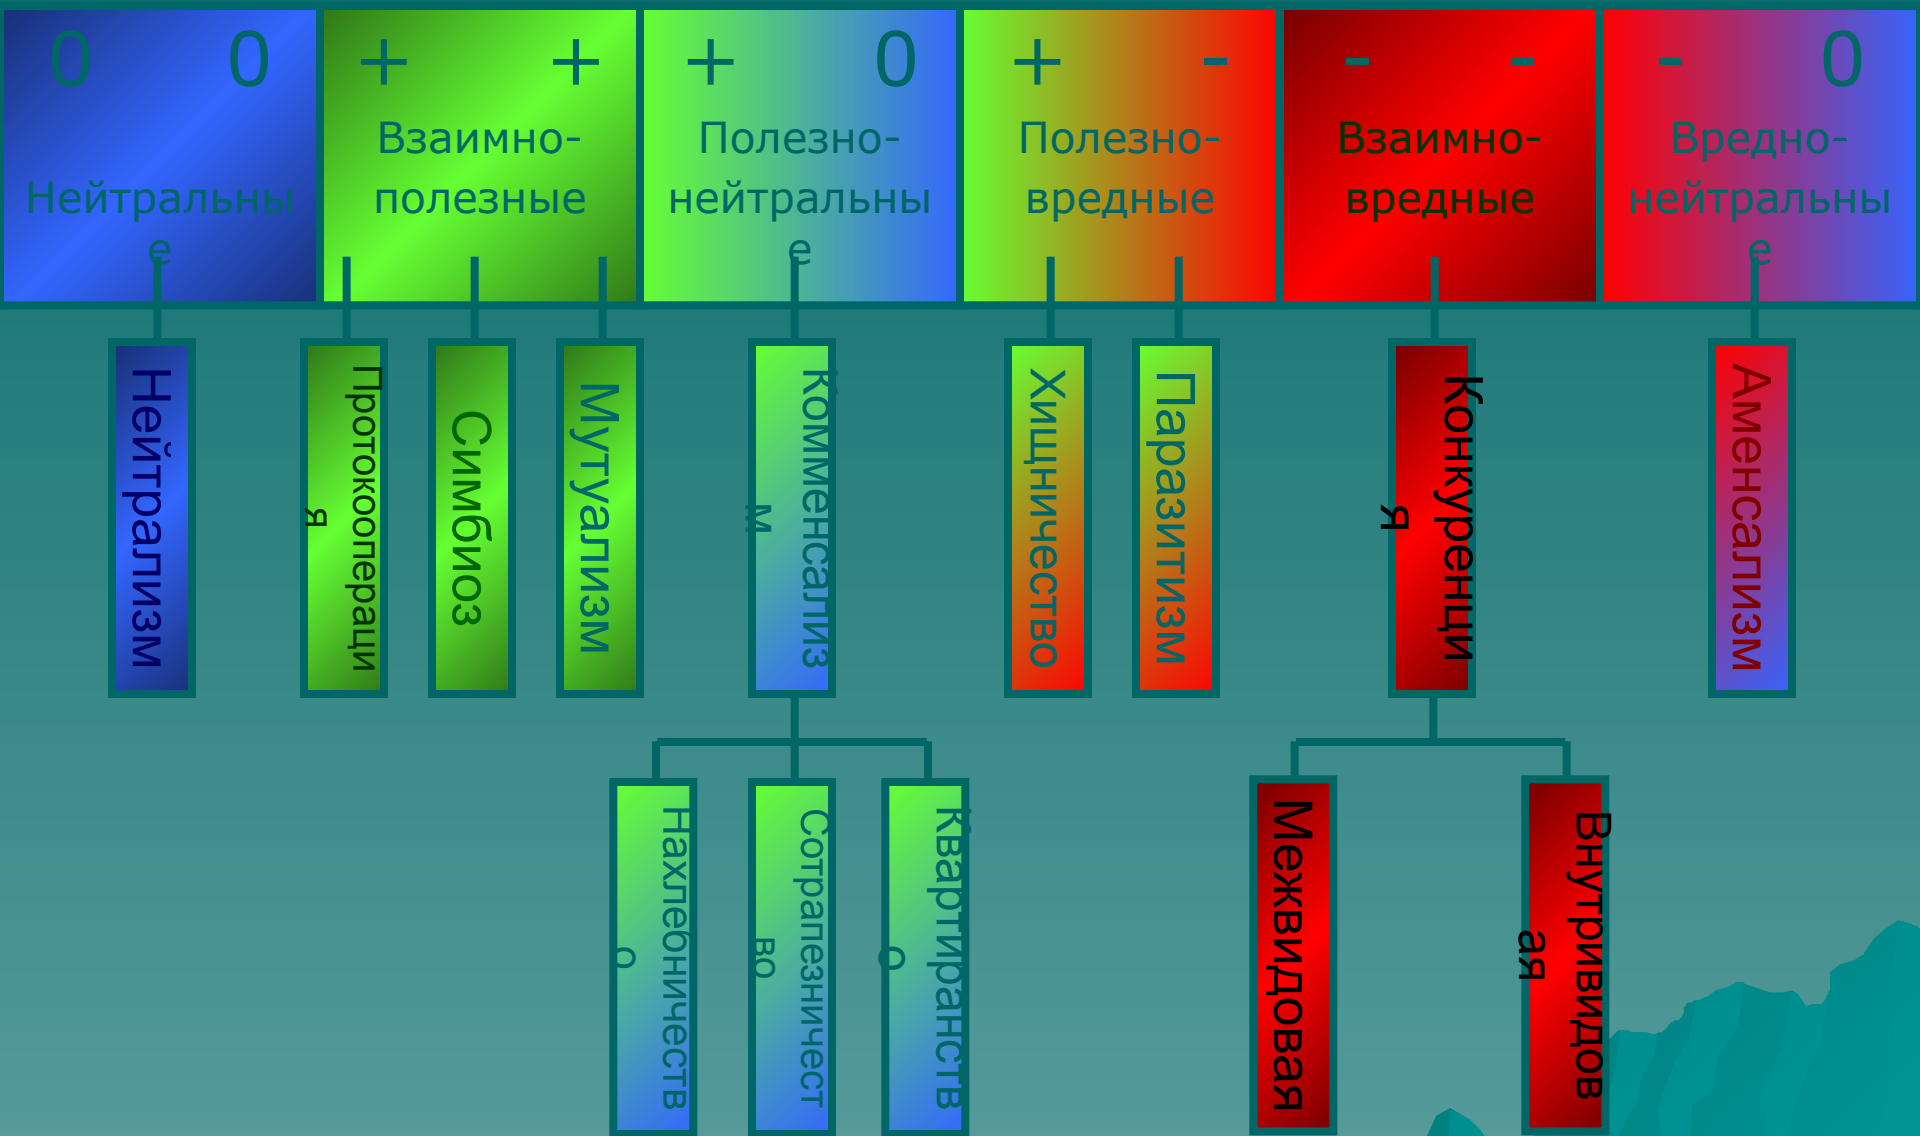 0 0
Нейтральны
е
+ +
Взаимно-
полезные
+ 0
Полезно-
нейтральны
е
+ -
Полезно-
вредные
- -
Взаимно-
вредные
- 0
Вредно-
нейтральны
е
Нейтрализм
Протокоопераци
я
Симбиоз
Мутуализм
Комменсализ
м
Хищничество
Паразитизм
Конкуренци
я
Аменсализм
Нахлебничеств
о
Сотрапезничест
во
Квартиранств
о
Межвидовая
Внутривидов
ая